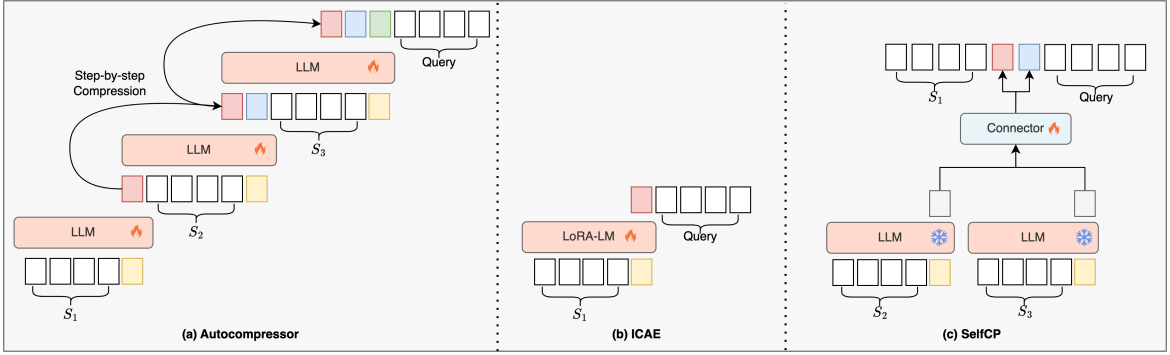 Query
LLM
Step-by-step
Compression
S3
LLM
S2
LLM
S1
(a) Autocompressor
LoRA-LM
Query
S1
(b) ICAE
S1
Query
Connector
LLM
LLM
S2
S3
(c) SelfCP